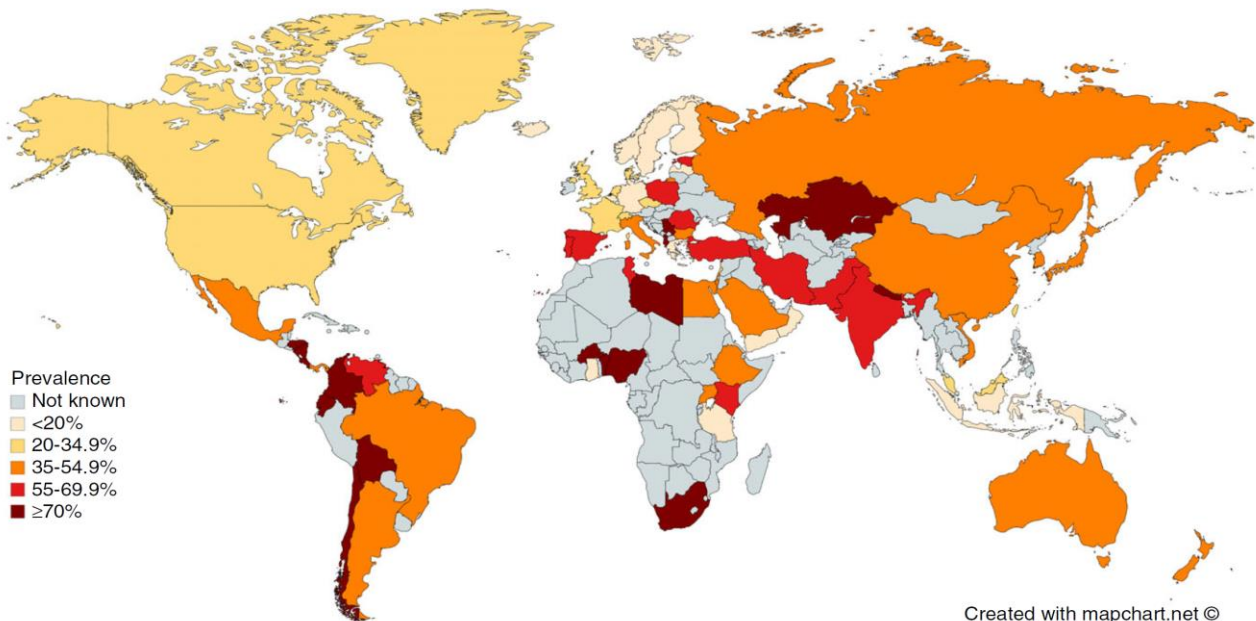 Prevalence
Not known
<20%
20-34.9%
35-54.9%
55-69.9%
≥70%
Created with mapchart.net ©